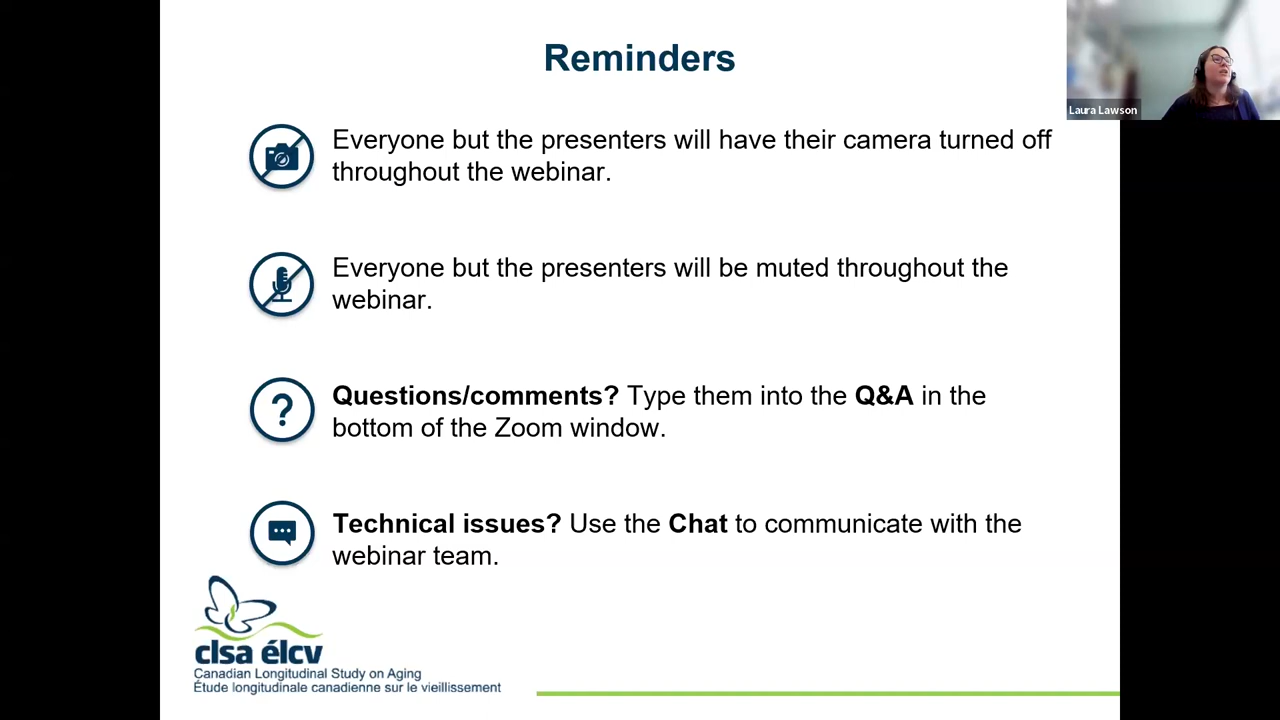 Reminders
Laura Lawson
Everyone but the presenters will have their camera turned off
throughout the webinar.
Everyone but the presenters will be muted throughout the
webinar.
?
Questions/comments? Type them into the Q&A in the
bottom of the Zoom window.
Technical issues? Use the Chat to communicate with the
webinar team.
clsa élcv
Canadian Longitudinal Study on Aging
Étude longitudinale canadienne sur le vieillissement